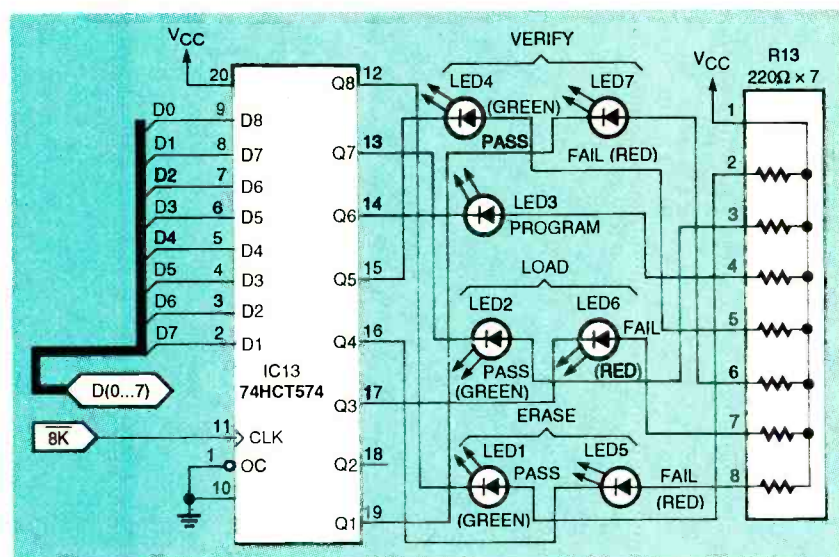 VCC
20
D0 9 D8
D1 8 D7
D2 7 D6
D3 6 D5
D4 5 D4
D5 4 D3
D6 3 D2
D7 2 D1
D(0...7)
8K
11 CLK
1 OC
10
IC13
74HCT574
Q8 12
Q7 13
Q6 14
Q5 15
Q4 16
Q3 17
Q2 18
Q1 19
VERIFY
LED4 LED7
(GREEN)
PASS FAIL (RED)
LED3
PROGRAM
LOAD
LED2 LED6
PASS FAIL
(GREEN) (RED)
ERASE
LED1 LED5
PASS FAIL
(GREEN) (RED)
VCC
R13
220Ω × 7
1
2
3
4
5
6
7
8